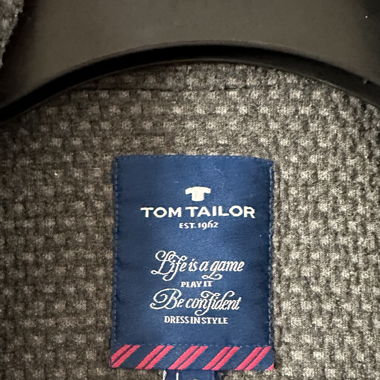 TOM TAILOR
EST. 1962
Life is a game
PLAY IT
Be confident
DRESS IN STYLE